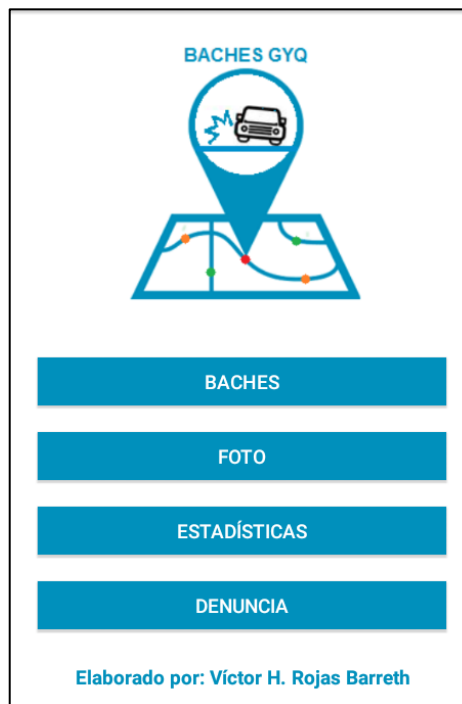 BACHES GYQ
BACHES
FOTO
ESTADÍSTICAS
DENUNCIA
Elaborado por: Víctor H. Rojas Barreth